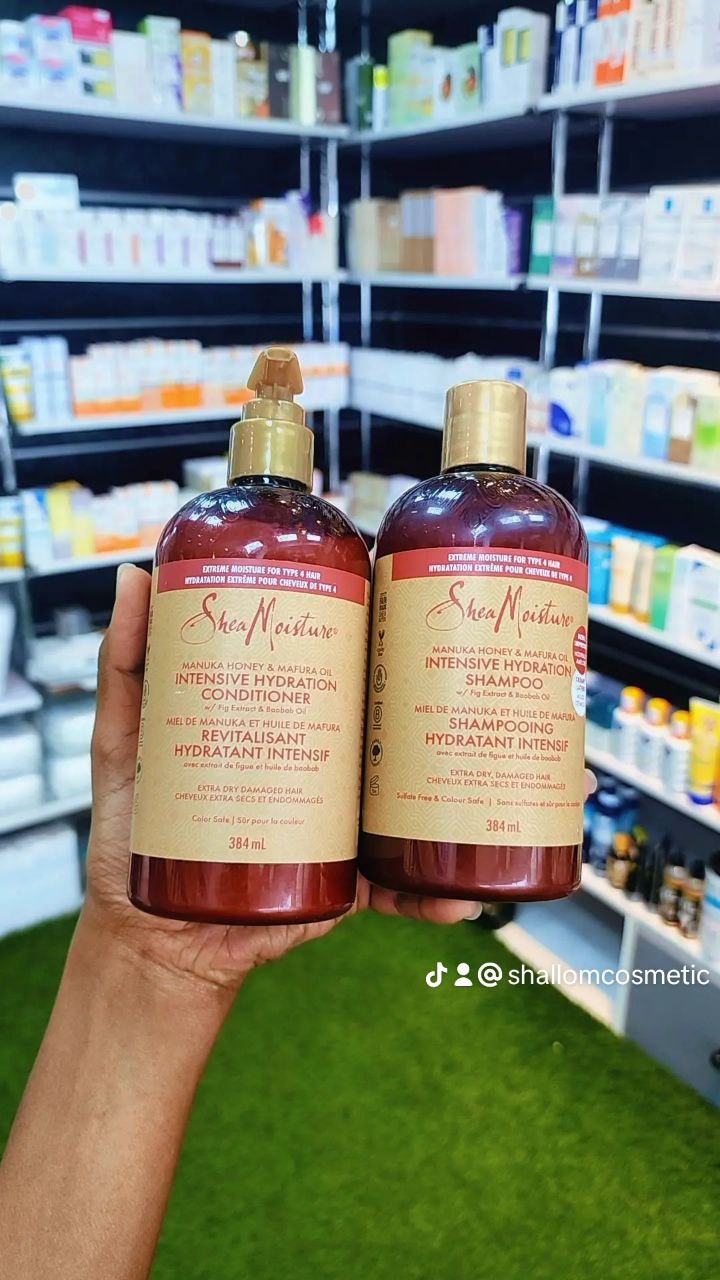 EXTREME MOISTURE FOR TYPE 4 HAIR
HYDRATATION EXTRÊME POUR CHEVEUX DE TYPE 4
SheaMoisture
MANUKA HONEY & MAFURA OIL
INTENSIVE HYDRATION
CONDITIONER
w/ Fig Extract & Baobab Oil
MIEL DE MANUKA ET HUILE DE MAFURA
REVITALISANT
HYDRATANT INTENSIF
avec extrait de figue et huile de baobab
EXTRA DRY, DAMAGED HAIR
CHEVEUX EXTRA SECS ET ENDOMMAGÉS
Color Safe | Sûr pour la couleur
384 mL
EXTREME MOISTURE FOR TYPE 4 HAIR
HYDRATATION EXTRÊME POUR CHEVEUX DE TYPE 4
SheaMoisture
MANUKA HONEY & MAFURA OIL
INTENSIVE HYDRATION
SHAMPOO
w/ Fig Extract & Baobab Oil
MIEL DE MANUKA ET HUILE DE MAFURA
SHAMPOOING
HYDRATANT INTENSIF
avec extrait de figue et huile de baobab
EXTRA DRY, DAMAGED HAIR
CHEVEUX EXTRA SECS ET ENDOMMAGÉS
Sulfate Free & Colour Safe | Sans sulfates et sûr pour la
384 mL
@ shallomcosmetic